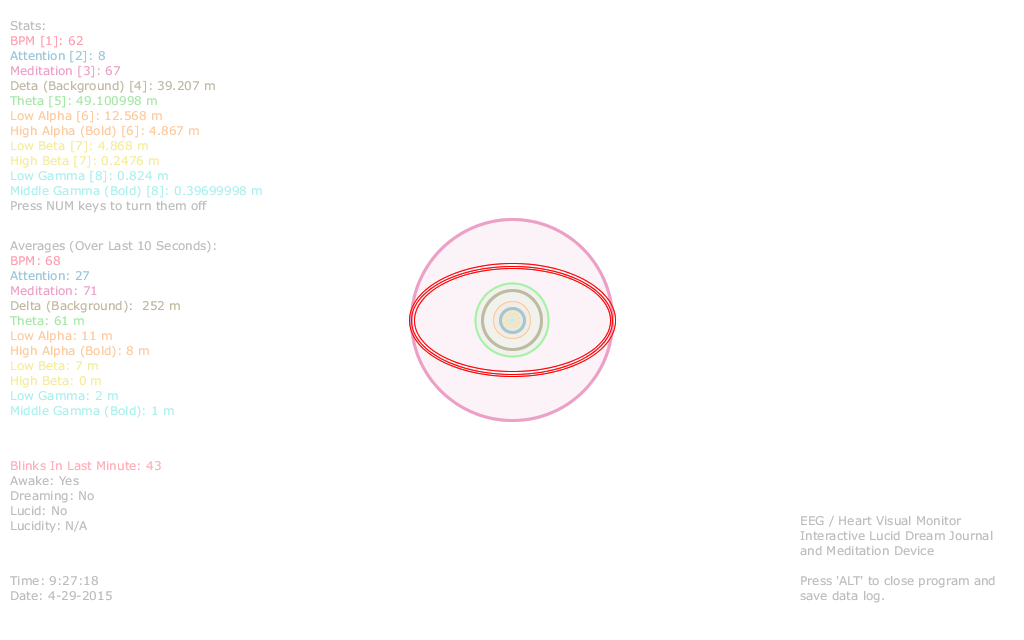 Stats:
BPM [1]: 62
Attention [2]: 8
Meditation [3]: 67
Deta (Background) [4]: 39.207 m
Theta [5]: 49.100998 m
Low Alpha [6]: 12.568 m
High Alpha (Bold) [6]: 4.867 m
Low Beta [7]: 4.868 m
High Beta [7]: 0.2476 m
Low Gamma [8]: 0.824 m
Middle Gamma (Bold) [8]: 0.39699998 m
Press NUM keys to turn them off
Averages (Over Last 10 Seconds):
BPM: 68
Attention: 27
Meditation: 71
Delta (Background):  252 m
Theta: 61 m
Low Alpha: 11 m
High Alpha (Bold): 8 m
Low Beta: 7 m
High Beta: 0 m
Low Gamma: 2 m
Middle Gamma (Bold): 1 m
Blinks In Last Minute: 43
Awake: Yes
Dreaming: No
Lucid: No
Lucidity: N/A
Time: 9:27:18
Date: 4-29-2015
EEG / Heart Visual Monitor
Interactive Lucid Dream Journal
and Meditation Device
Press 'ALT' to close program and
save data log.